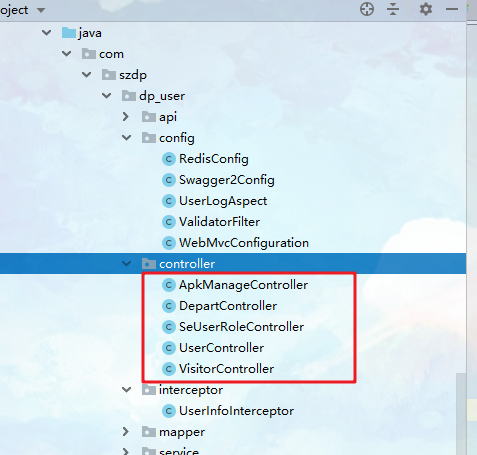 oject
java
com
szdp
dp_user
api
config
RedisConfig
Swagger2Config
UserLogAspect
ValidatorFilter
WebMvcConfiguration
controller
ApkManageController
DepartController
SeUserRoleController
UserController
VisitorController
interceptor
UserInfoInterceptor
mapper
service